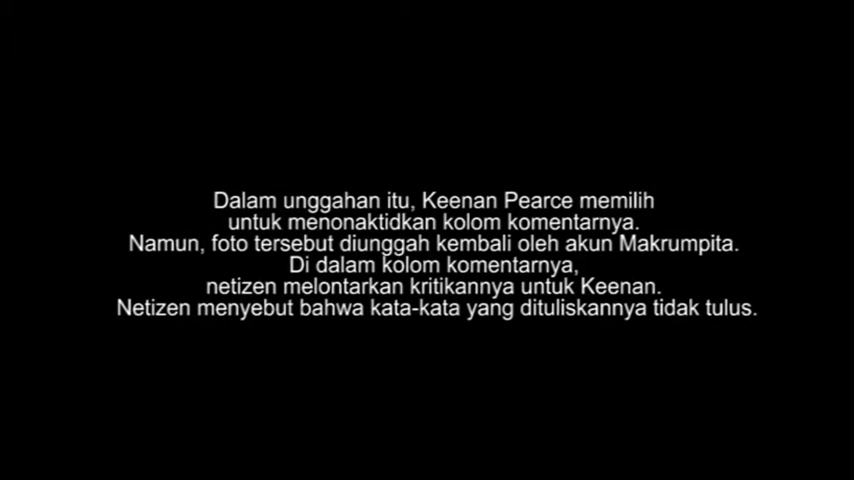 Dalam unggahan itu, Keenan Pearce memilih
untuk menonaktidkan kolom komentarnya.
Namun, foto tersebut diunggah kembali oleh akun Makrumpita.
Di dalam kolom komentarnya,
netizen melontarkan kritikannya untuk Keenan.
Netizen menyebut bahwa kata-kata yang dituliskannya tidak tulus.